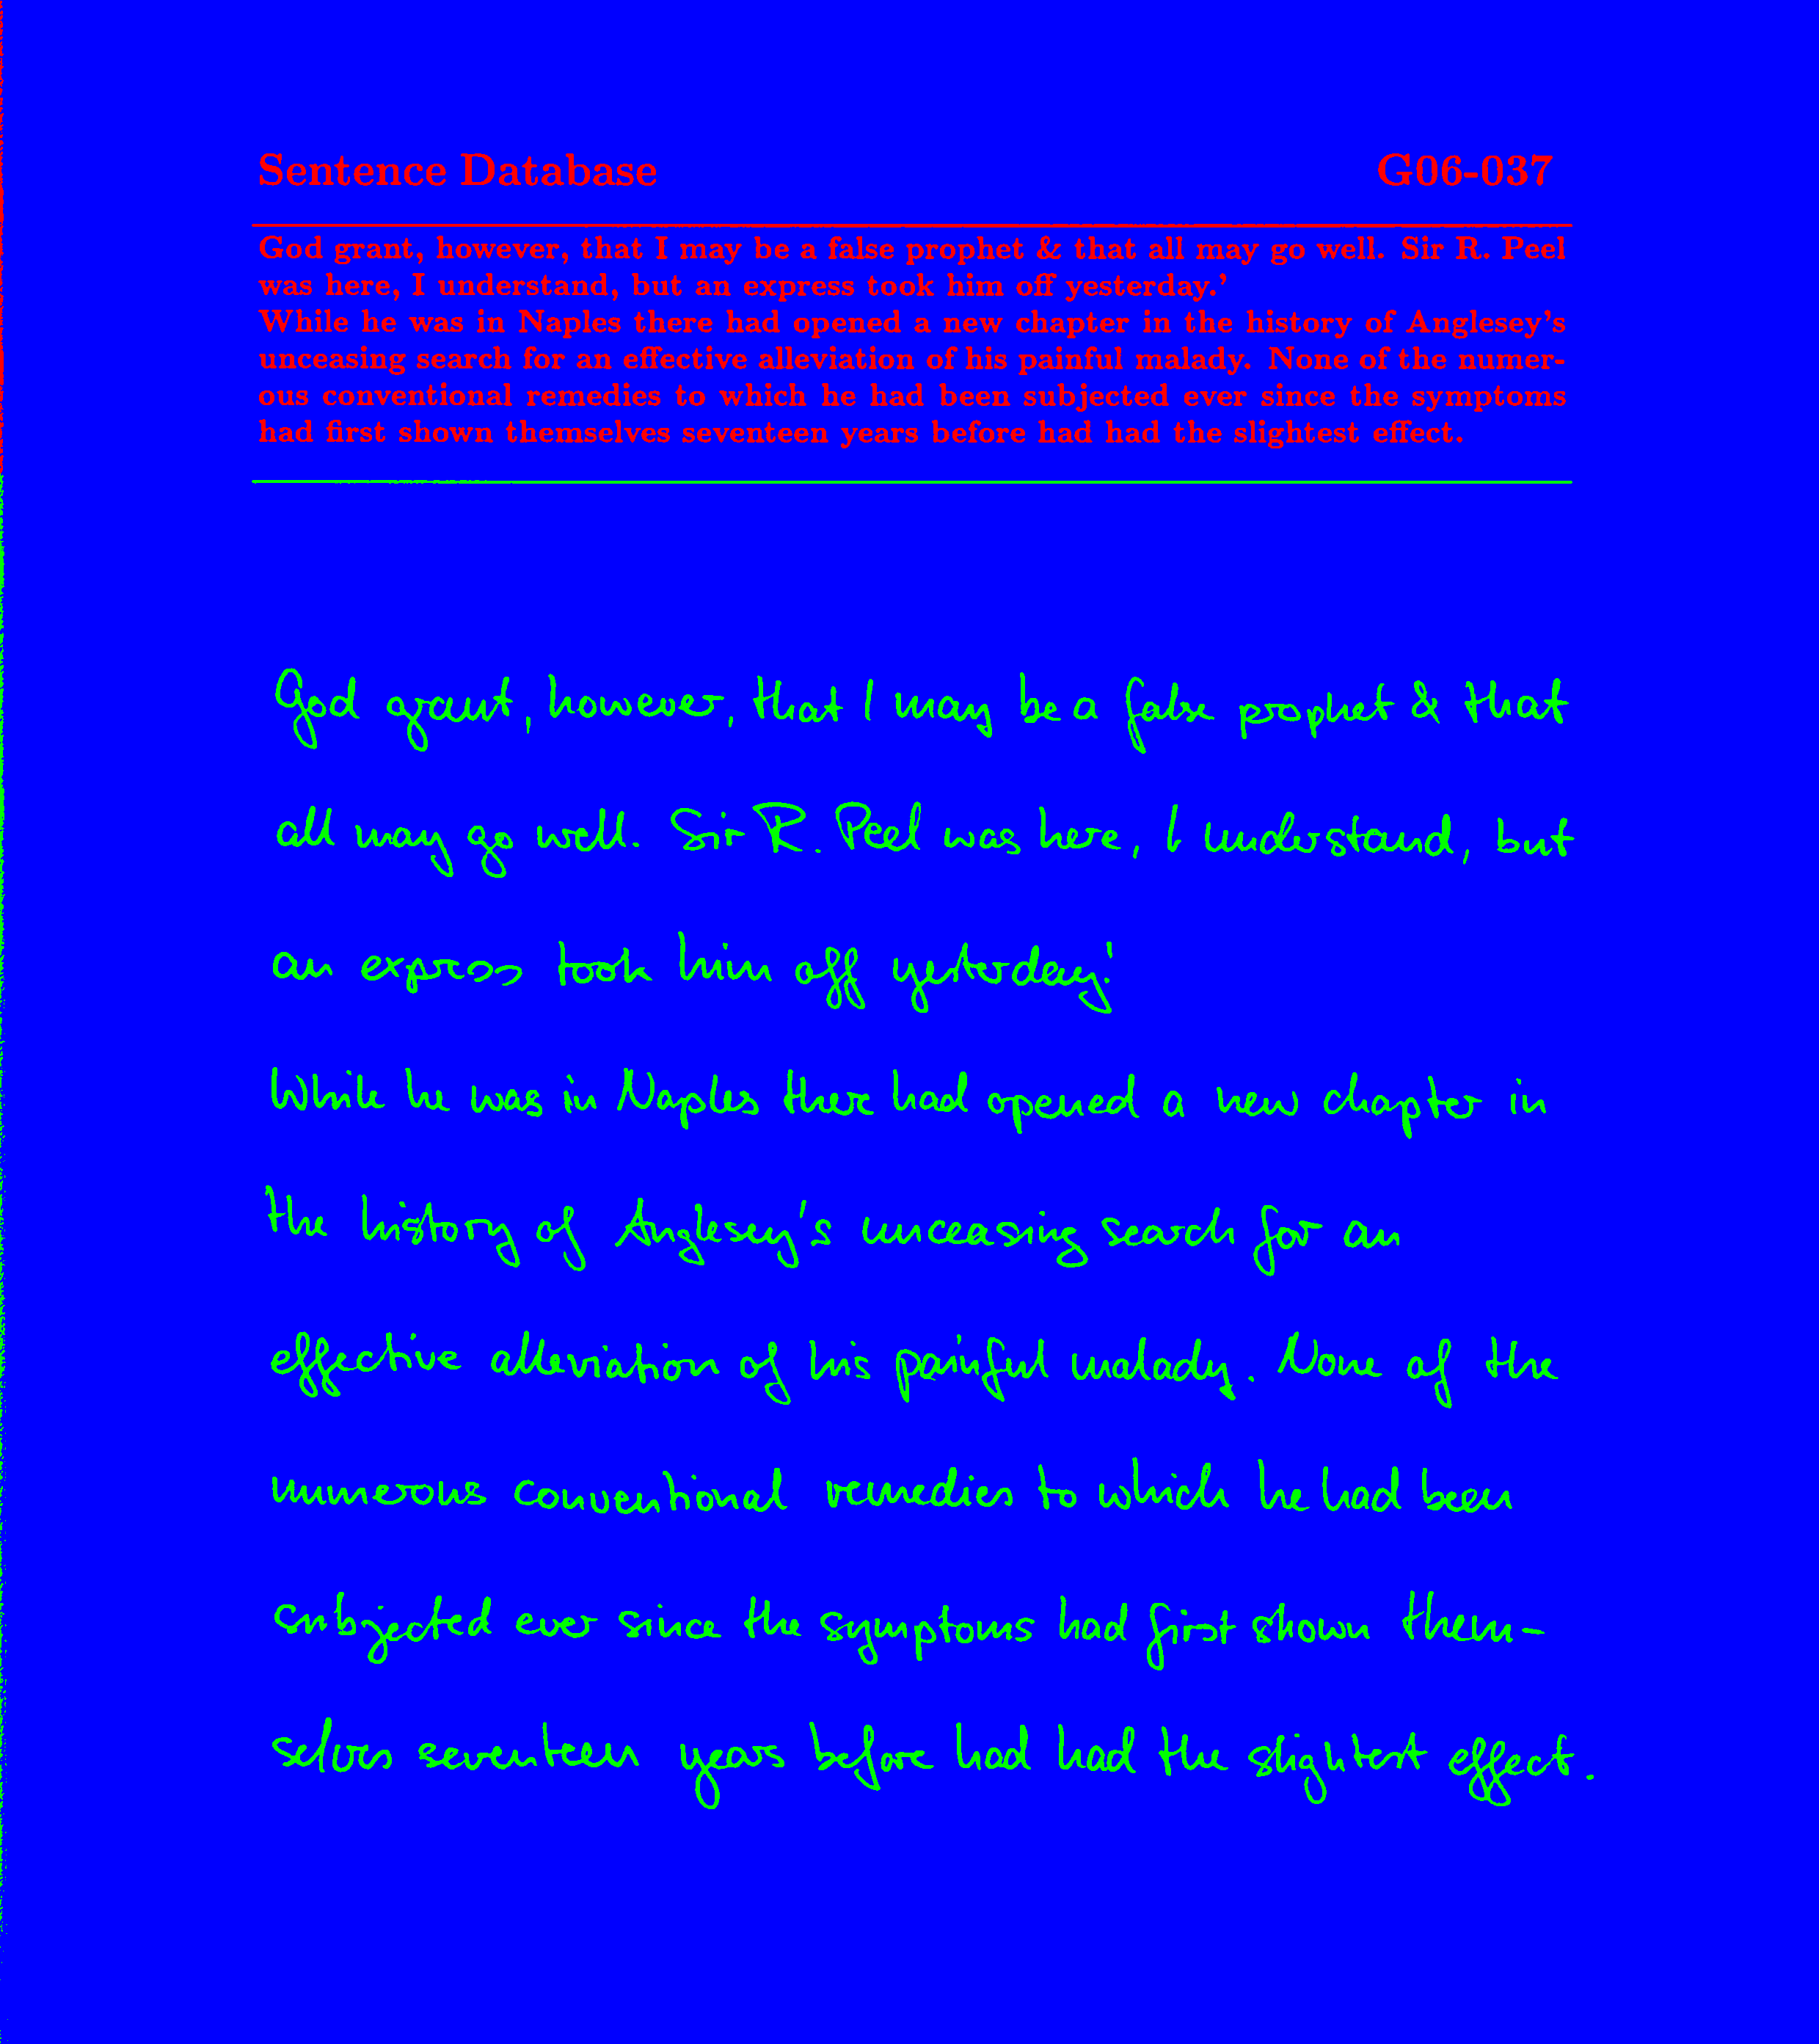 Sentence Database G06-037
God grant, however, that I may be a false prophet & that all may go well. Sir R. Peel
was here, I understand, but an express took him off yesterday.’
While he was in Naples there had opened a new chapter in the history of Anglesey’s
unceasing search for an effective alleviation of his painful malady. None of the numer-
ous conventional remedies to which he had been subjected ever since the symptoms
had first shown themselves seventeen years before had had the slightest effect.
God grant, however, that I may be a false prophet & that
all may go well. Sir R. Peel was here, I understand, but
an express took him off yesterday.'
While he was in Naples there had opened a new chapter in
the history of Anglesey's unceasing search for an
effective alleviation of his painful malady. None of the
numerous conventional remedies to which he had been
subjected ever since the symptoms had first shown them-
selves seventeen years before had had the slightest effect.